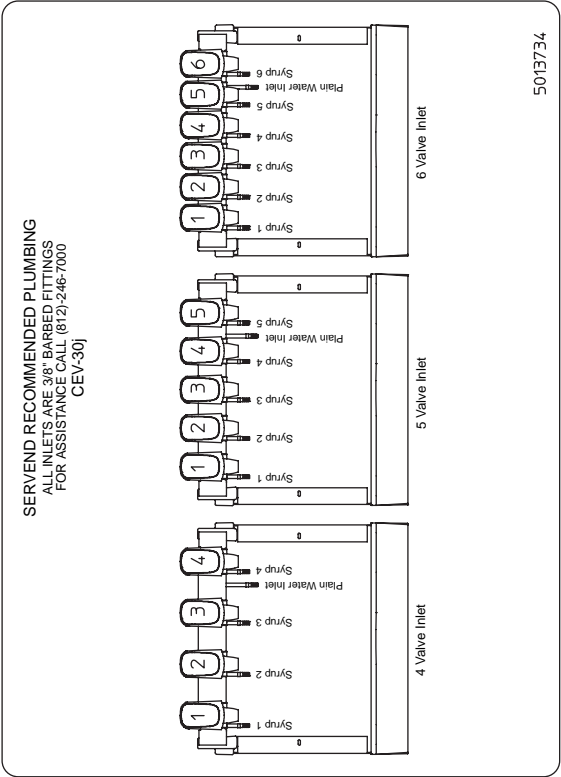 SERVEND RECOMMENDED PLUMBING
ALL INLETS ARE 3/8" BARBED FITTINGS
FOR ASSISTANCE CALL (812)-246-7000
CEV-30j
1
2
3
4
Syrup 1
Syrup 2
Syrup 3
Plain Water Inlet
Syrup 4
4 Valve Inlet
1
2
3
4
5
Syrup 1
Syrup 2
Syrup 3
Syrup 4
Plain Water Inlet
Syrup 5
5 Valve Inlet
1
2
3
4
5
6
Syrup 1
Syrup 2
Syrup 3
Syrup 4
Syrup 5
Plain Water Inlet
Syrup 6
6 Valve Inlet
5013734